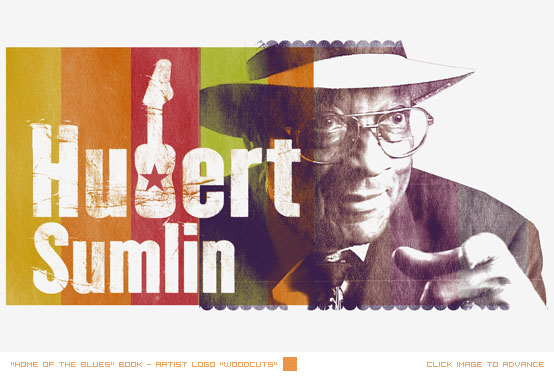 Hubert
Sumlin
"HOME OF THE BLUES" BOOK - ARTIST LOGO "WOODCUTS"
CLICK IMAGE TO ADVANCE